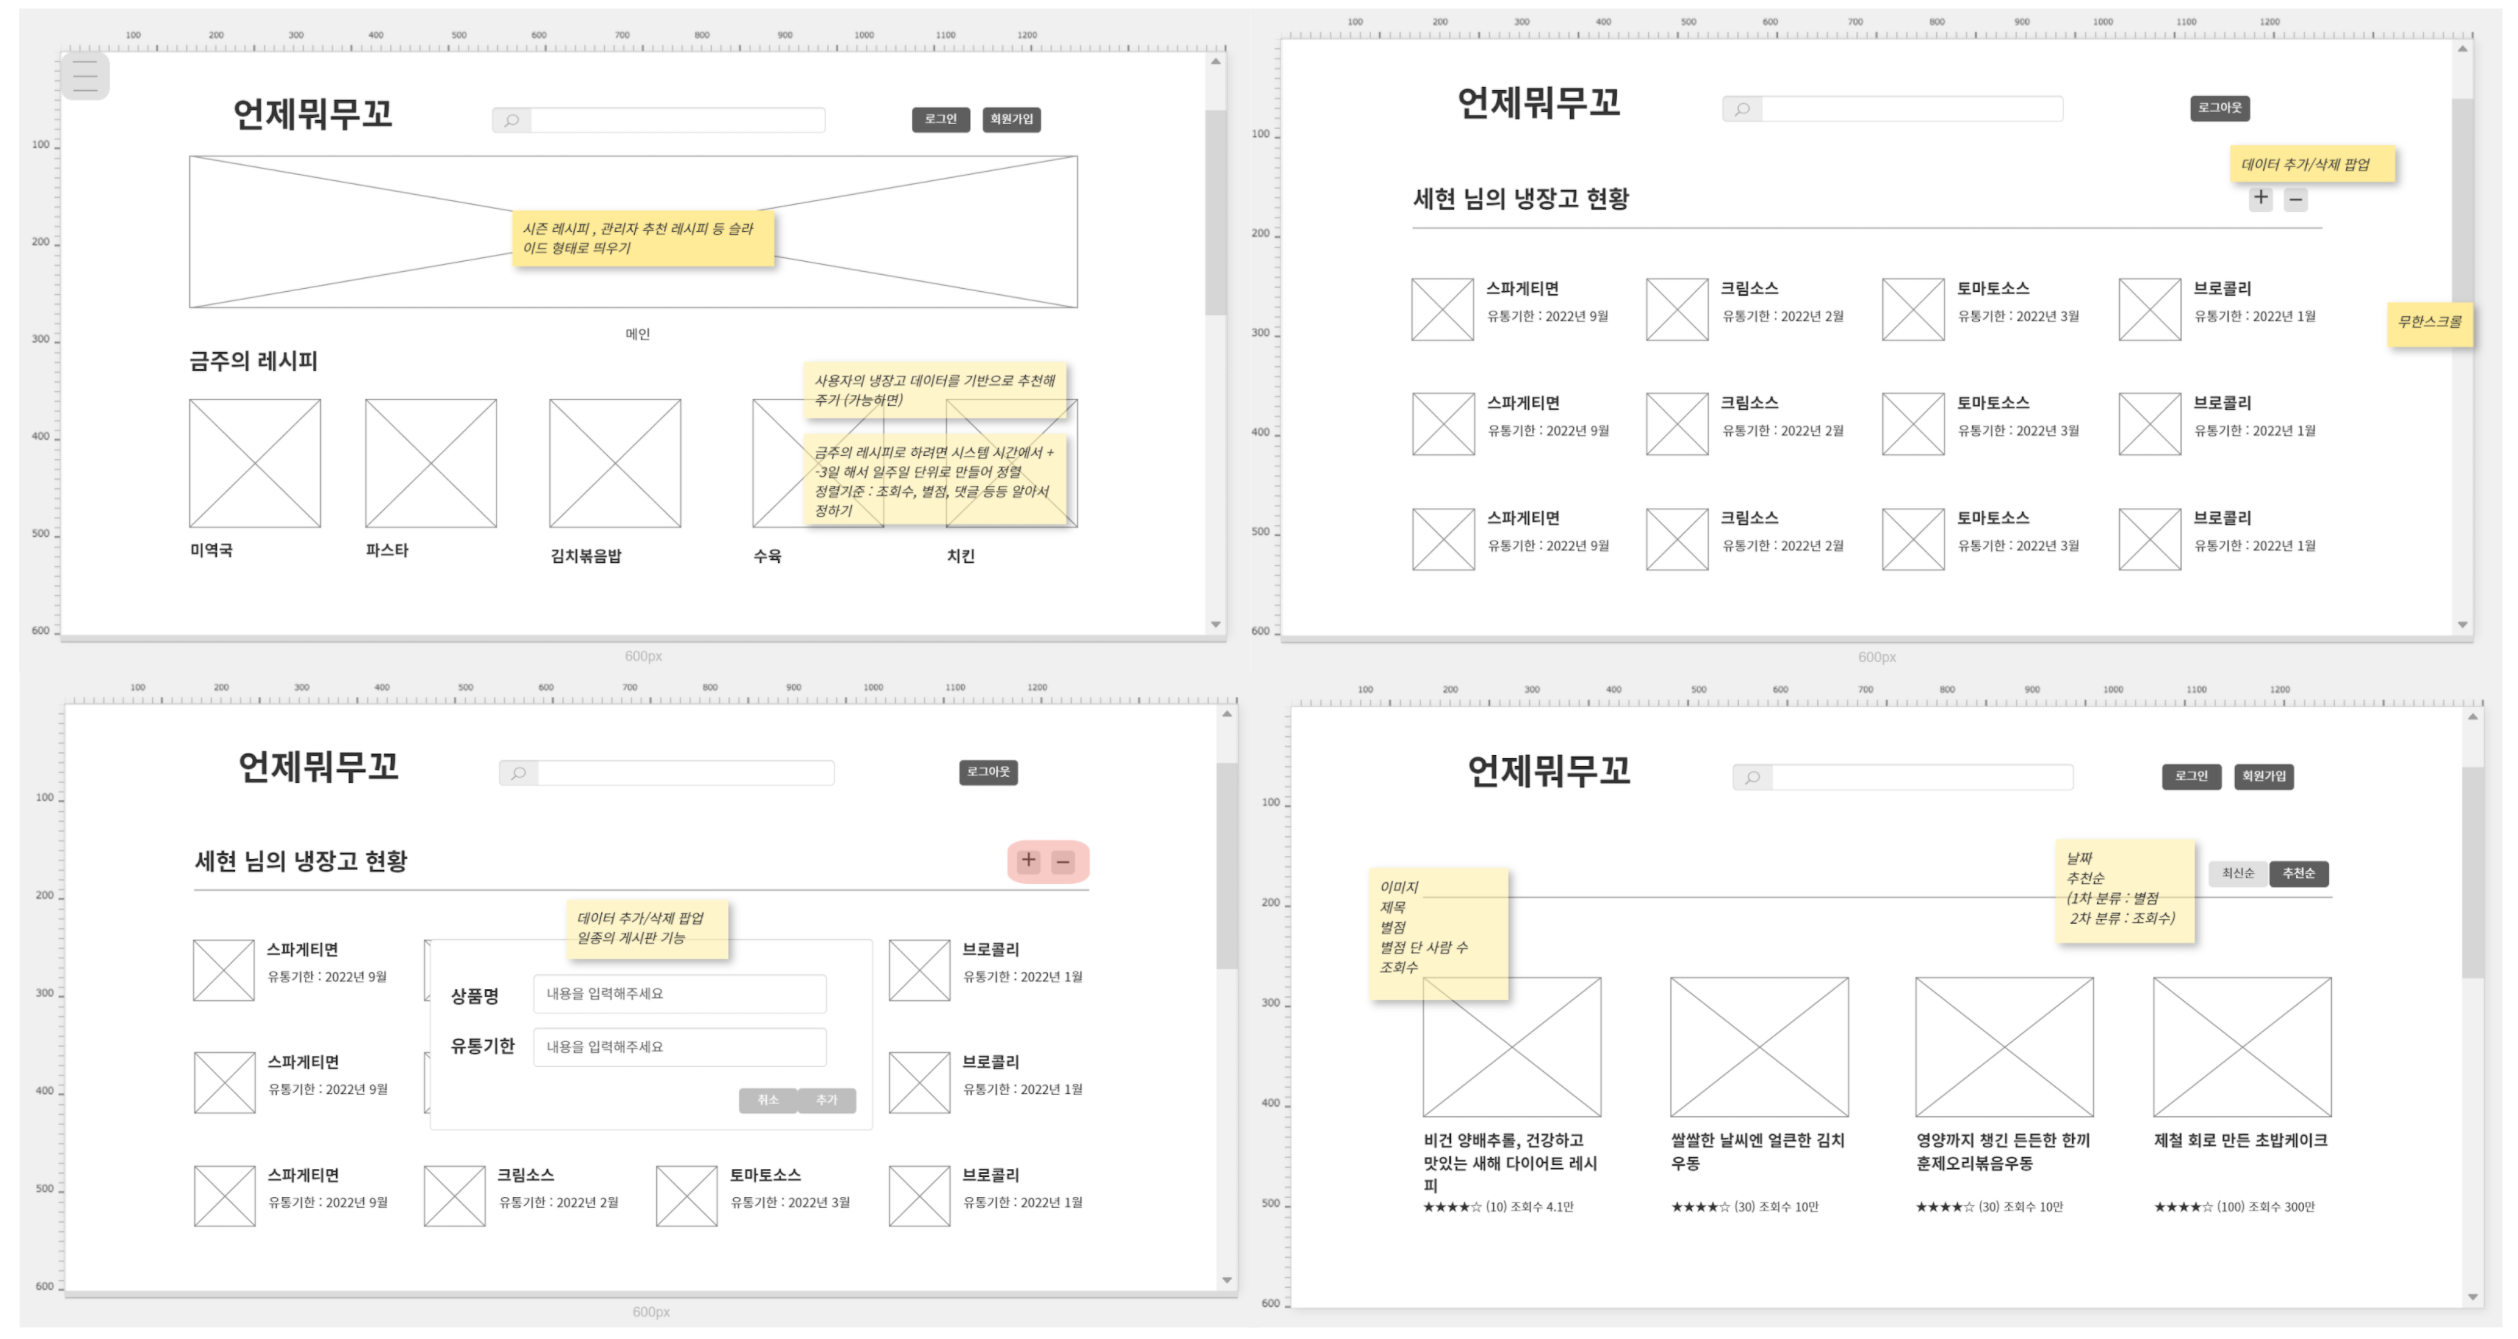 100 200 300 400 500 600 700 800 900 1000 1100 1200
언제뭐무꼬
로그인 회원가입
100
200
300
400
500
600
시즌 레시피 , 관리자 추천 레시피 등 슬라
이드 형태로 띄우기
메인
금주의 레시피
사용자의 냉장고 데이터를 기반으로 추천해
주기 (가능하면)
금주의 레시피로 하려면 시스템 시간에서 +
-3일 해서 일주일 단위로 만들어 정렬
정렬기준 : 조회수, 별점, 댓글 등등 알아서
정하기
미역국 파스타 김치볶음밥 수육 치킨
600px
100 200 300 400 500 600 700 800 900 1000 1100 1200
언제뭐무꼬
로그아웃
100
200
300
400
500
600
데이터 추가/삭제 팝업
세현 님의 냉장고 현황
+ −
스파게티면 크림소스 토마토소스 브로콜리
유통기한 : 2022년 9월 유통기한 : 2022년 2월 유통기한 : 2022년 3월 유통기한 : 2022년 1월
무한스크롤
스파게티면 크림소스 토마토소스 브로콜리
유통기한 : 2022년 9월 유통기한 : 2022년 2월 유통기한 : 2022년 3월 유통기한 : 2022년 1월
스파게티면 크림소스 토마토소스 브로콜리
유통기한 : 2022년 9월 유통기한 : 2022년 2월 유통기한 : 2022년 3월 유통기한 : 2022년 1월
600px
100 200 300 400 500 600 700 800 900 1000 1100 1200
언제뭐무꼬
로그아웃
100
200
300
400
500
600
세현 님의 냉장고 현황
+ −
데이터 추가/삭제 팝업
일종의 게시판 기능
스파게티면 브로콜리
유통기한 : 2022년 9월 유통기한 : 2022년 1월
상품명 내용을 입력해주세요
유통기한 내용을 입력해주세요
취소 추가
스파게티면 브로콜리
유통기한 : 2022년 9월 유통기한 : 2022년 1월
스파게티면 크림소스 토마토소스 브로콜리
유통기한 : 2022년 9월 유통기한 : 2022년 2월 유통기한 : 2022년 3월 유통기한 : 2022년 1월
600px
100 200 300 400 500 600 700 800 900 1000 1100 1200
언제뭐무꼬
로그인 회원가입
100
200
300
400
500
600
이미지
제목
별점
별점 단 사람 수
조회수
날짜
추천순
(1차 분류 : 별점
2차 분류 : 조회수)
최신순 추천순
비건 양배추롤, 건강하고
맛있는 새해 다이어트 레시
피
★★★★☆ (10) 조회수 4.1만
쌀쌀한 날씨엔 얼큰한 김치
우동
★★★★☆ (30) 조회수 10만
영양까지 챙긴 든든한 한끼
훈제오리볶음우동
★★★★☆ (30) 조회수 10만
제철 회로 만든 초밥케이크
★★★★☆ (100) 조회수 300만